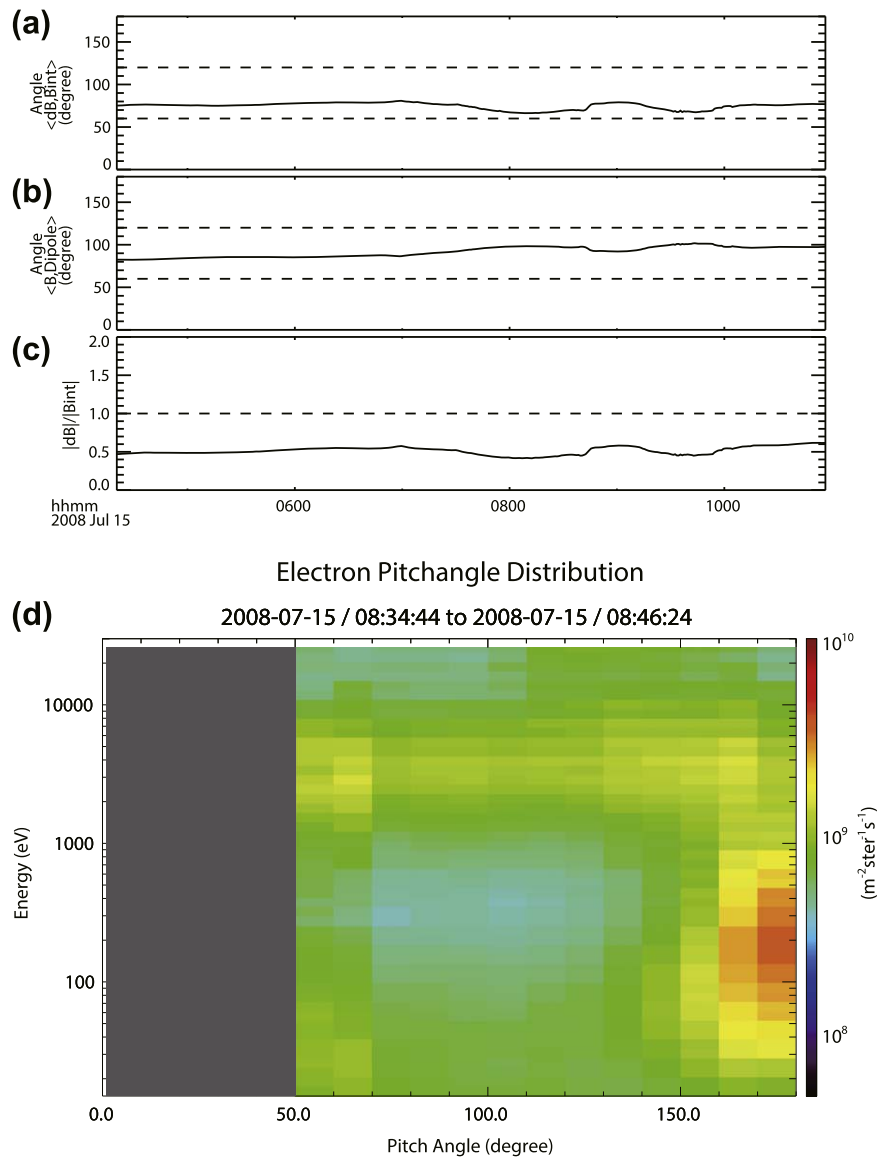 (a)
150
100
50
0
Angle
<dB,Bint>
(degree)
(b)
150
100
50
0
Angle
<B,Dipole>
(degree)
(c)
2.0
1.5
1.0
0.5
0.0
|dB|/|Bint|
hhmm
2008 Jul 15
0600 0800 1000
Electron Pitchangle Distribution
(d)
2008-07-15 / 08:34:44 to 2008-07-15 / 08:46:24
10000
1000
100
Energy (eV)
0.0 50.0 100.0 150.0
Pitch Angle (degree)
10¹⁰
10⁹
10⁸
(m⁻²ster⁻¹s⁻¹)